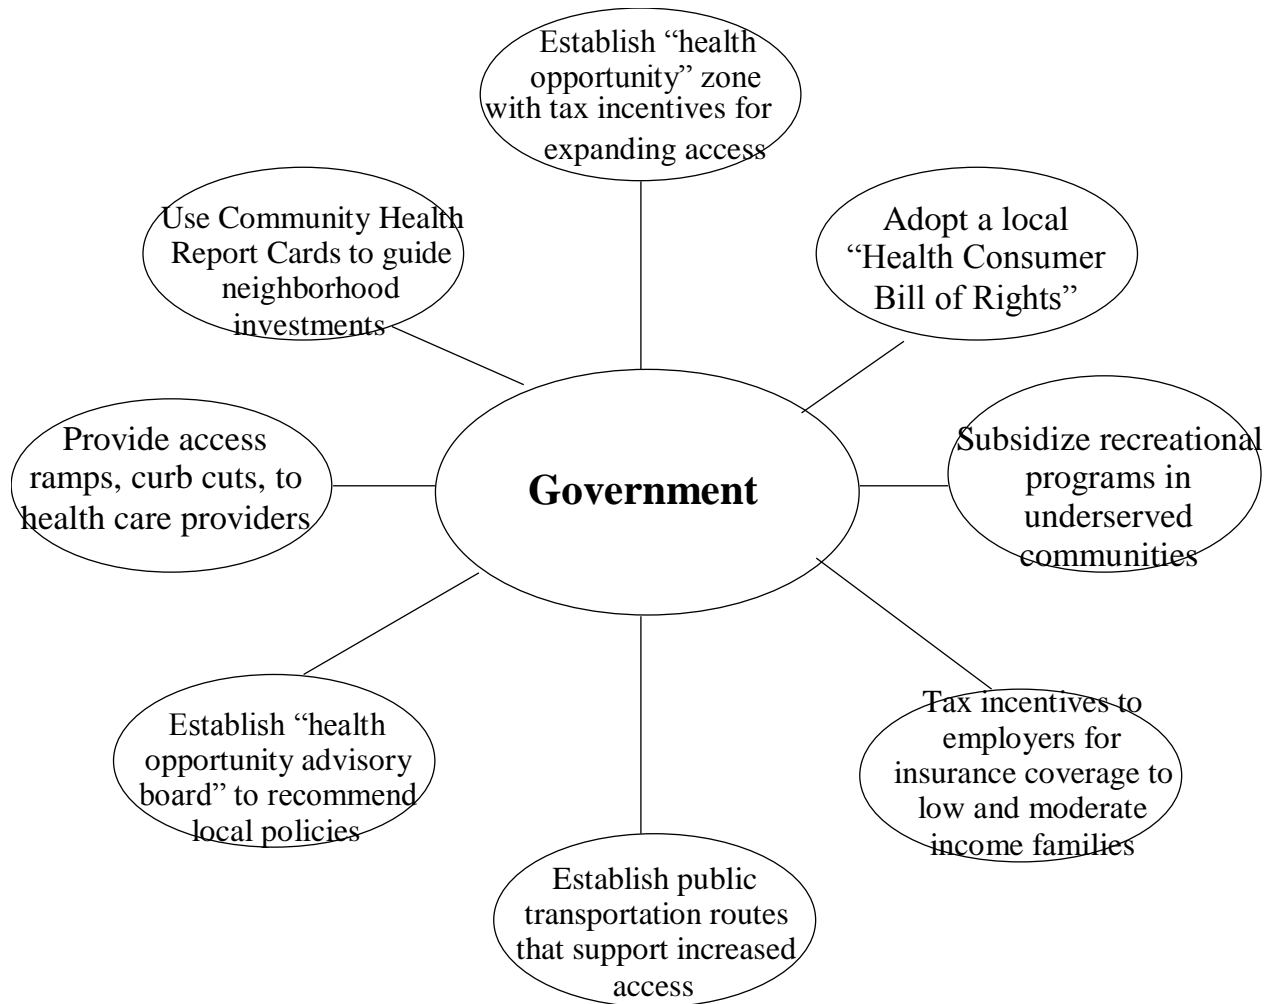 Establish “health
opportunity” zone
with tax incentives for
expanding access
Use Community Health
Report Cards to guide
neighborhood
investments
Adopt a local
“Health Consumer
Bill of Rights”
Provide access
ramps, curb cuts, to
health care providers
Government
Subsidize recreational
programs in
underserved
communities
Establish “health
opportunity advisory
board” to recommend
local policies
Tax incentives to
employers for
insurance coverage to
low and moderate
income families
Establish public
transportation routes
that support increased
access